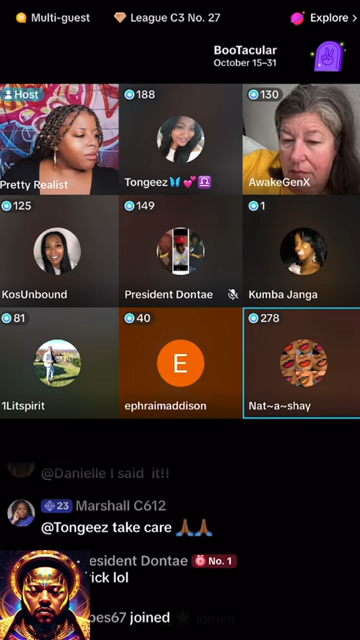 Multi-guest
League C3 No. 27
Explore >
BooTacular
October 15–31
Host
Pretty Realist
188
Tongeez🦋💕♎
130
AwakeGenX
125
KosUnbound
149
President Dontae
1
Kumba Janga
81
1Litspirit
40
E
ephraimaddison
278
Nat~a~shay
@Danielle I said it!!
23 Marshall C612
@Tongeez take care 🙏🏾🙏🏾
esident Dontae No. 1
ick lol
oes67 joined
joined